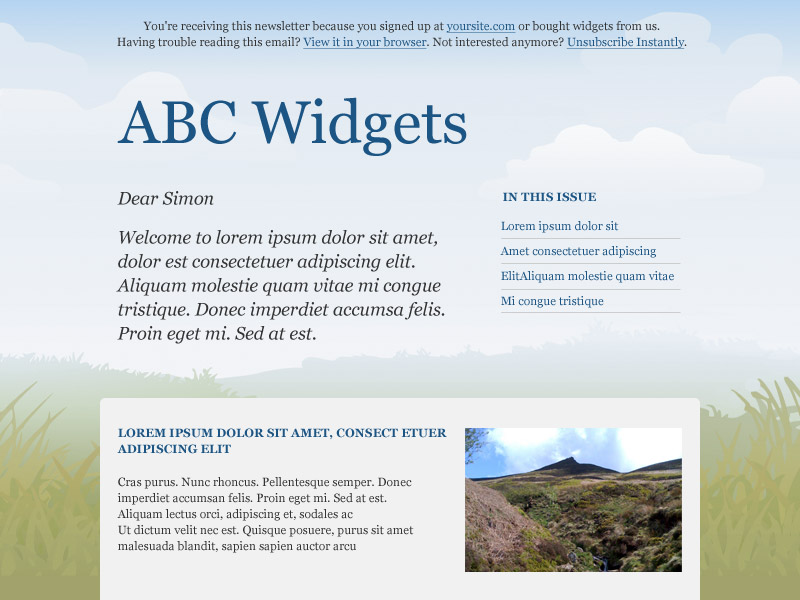 You're receiving this newsletter because you signed up at yoursite.com or bought widgets from us.
Having trouble reading this email? View it in your browser. Not interested anymore? Unsubscribe Instantly.
ABC Widgets
Dear Simon
Welcome to lorem ipsum dolor sit amet,
dolor est consectetuer adipiscing elit.
Aliquam molestie quam vitae mi congue
tristique. Donec imperdiet accumsa felis.
Proin eget mi. Sed at est.
IN THIS ISSUE
Lorem ipsum dolor sit
Amet consectetuer adipiscing
ElitAliquam molestie quam vitae
Mi congue tristique
LOREM IPSUM DOLOR SIT AMET, CONSECT ETUER
ADIPISCING ELIT
Cras purus. Nunc rhoncus. Pellentesque semper. Donec
imperdiet accumsan felis. Proin eget mi. Sed at est.
Aliquam lectus orci, adipiscing et, sodales ac
Ut dictum velit nec est. Quisque posuere, purus sit amet
malesuada blandit, sapien sapien auctor arcu